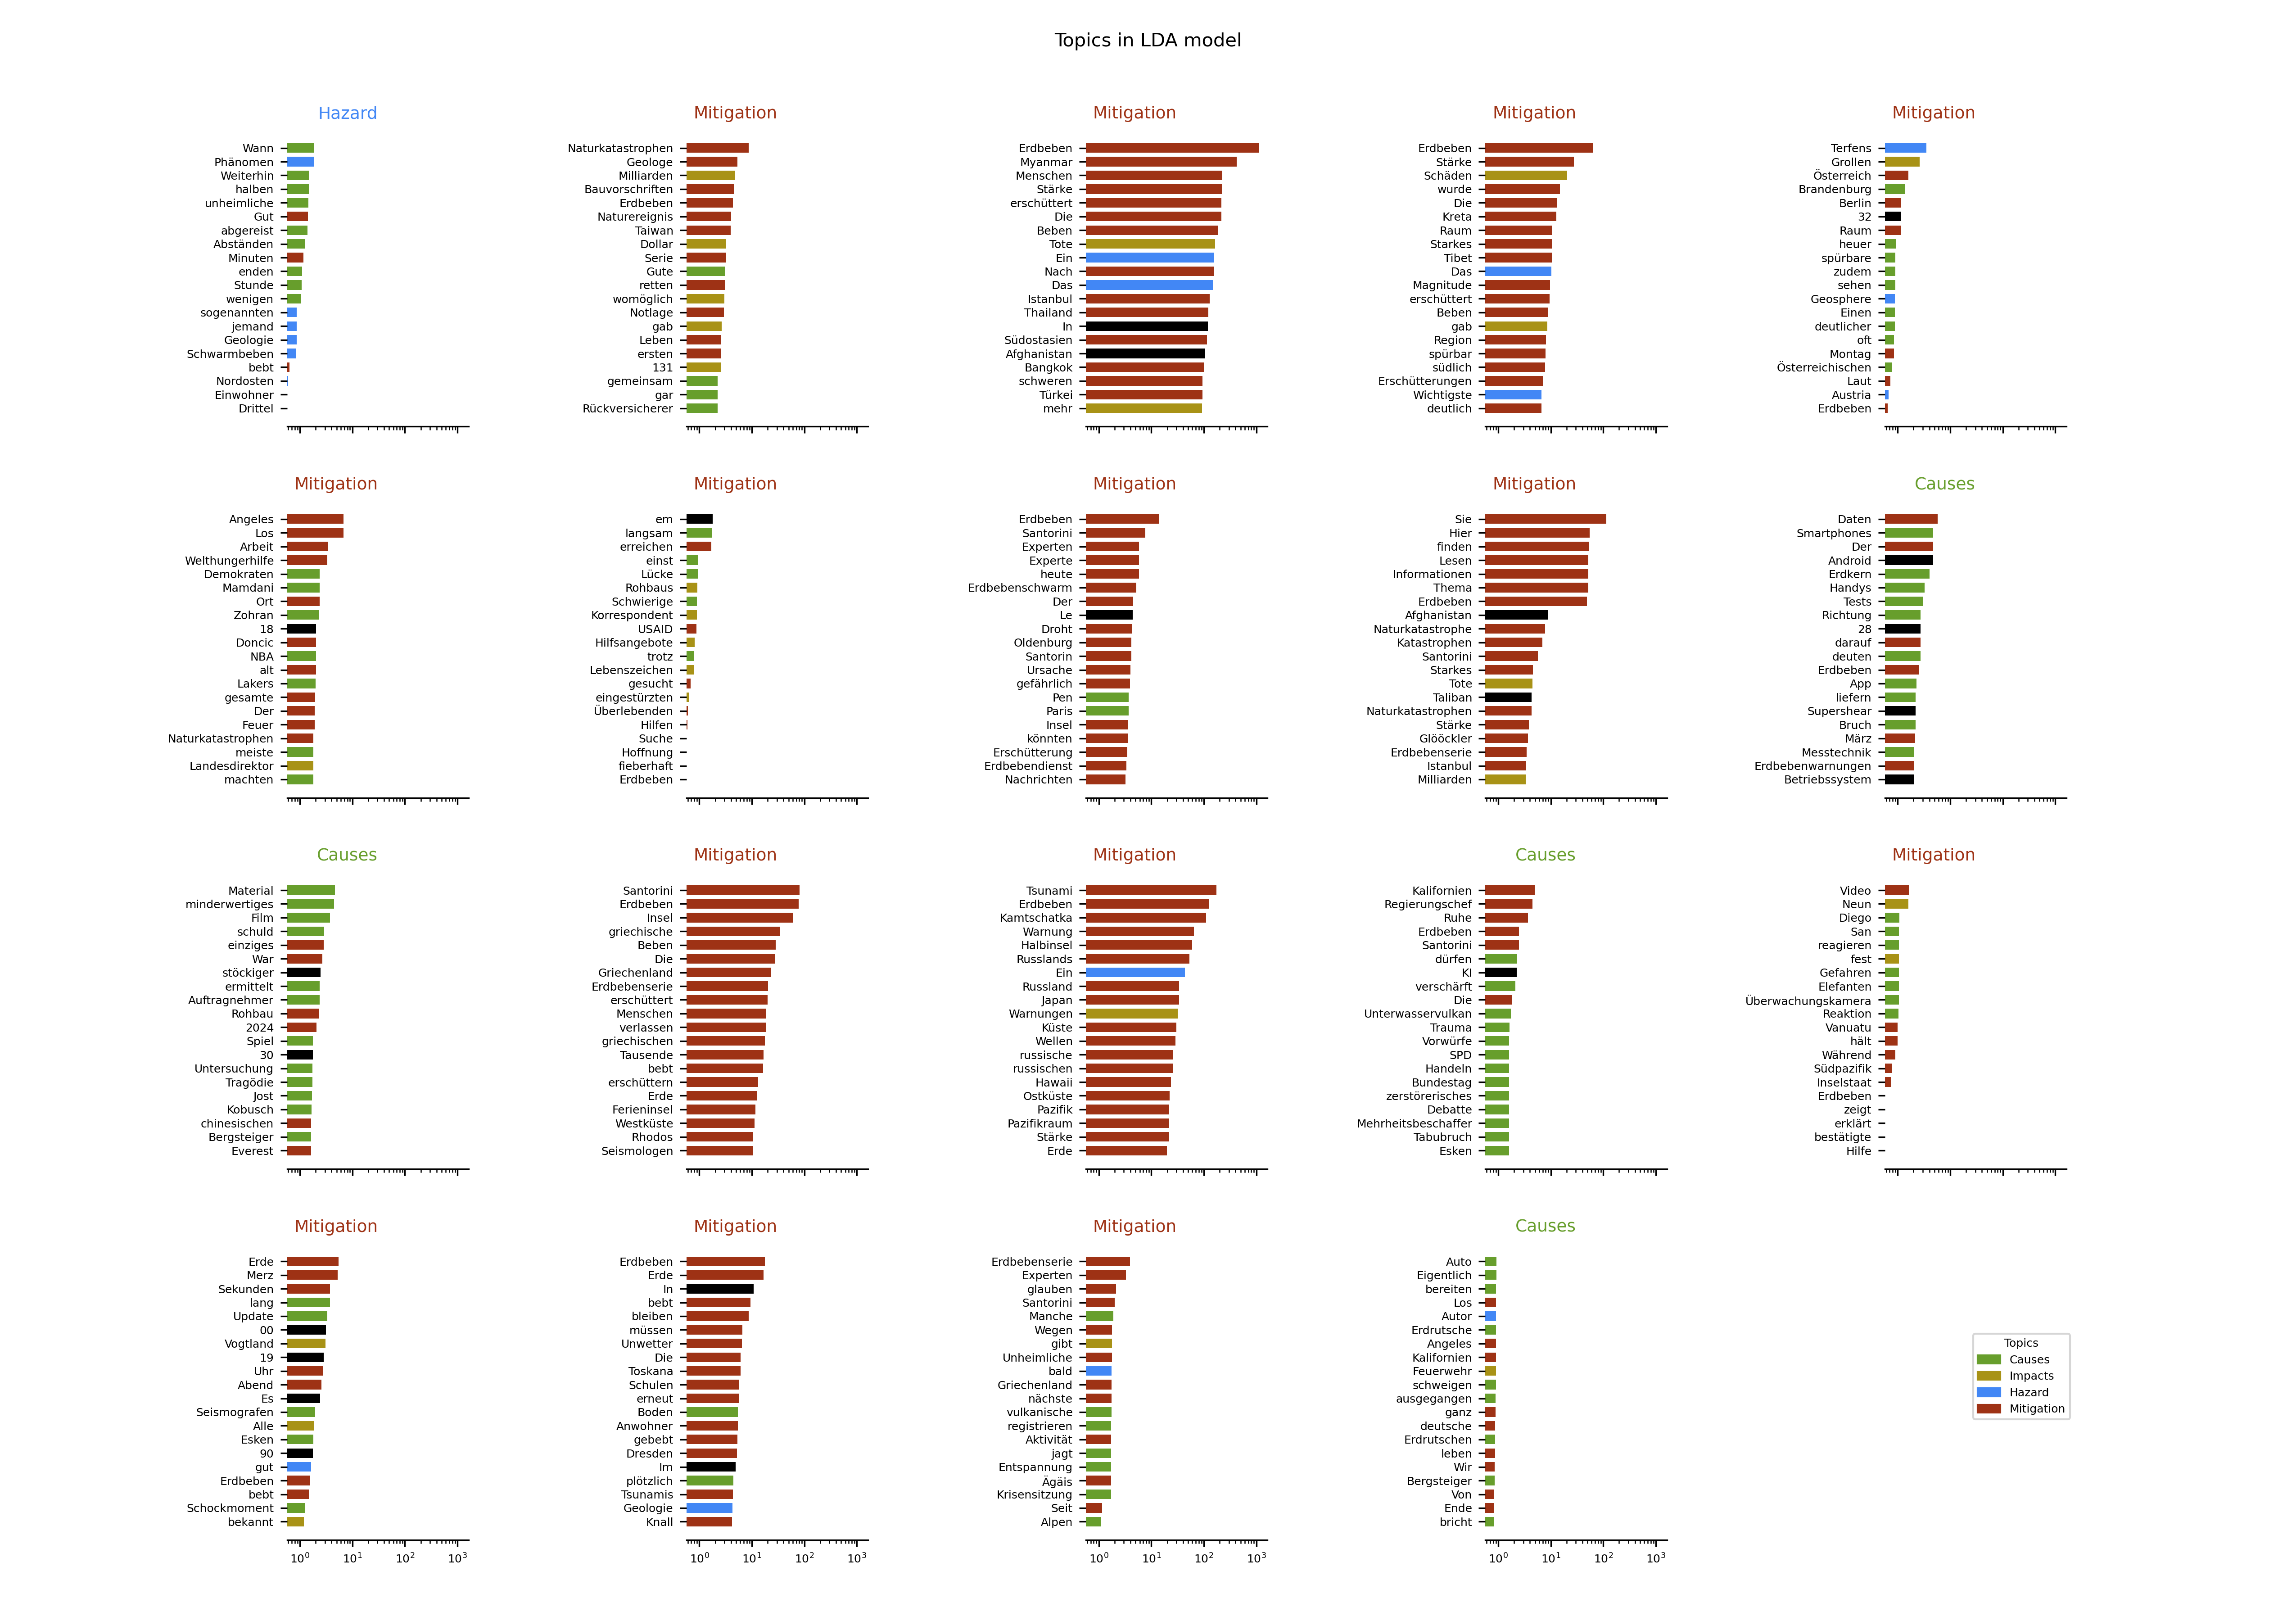 Topics in LDA model
Hazard
Wann
Phänomen
Weiterhin
halben
unheimliche
Gut
abgereist
Abständen
Minuten
enden
Stunde
wenigen
sogenannten
jemand
Geologie
Schwarmbeben
bebt
Nordosten
Einwohner
Drittel
Mitigation
Naturkatastrophen
Geologe
Milliarden
Bauvorschriften
Erdbeben
Naturereignis
Taiwan
Dollar
Serie
Gute
retten
womöglich
Notlage
gab
Leben
ersten
131
gemeinsam
gar
Rückversicherer
Mitigation
Erdbeben
Myanmar
Menschen
Stärke
erschüttert
Die
Beben
Tote
Ein
Nach
Das
Istanbul
Thailand
In
Südostasien
Afghanistan
Bangkok
schweren
Türkei
mehr
Mitigation
Erdbeben
Stärke
Schäden
wurde
Die
Kreta
Raum
Starkes
Tibet
Das
Magnitude
erschüttert
Beben
gab
Region
spürbar
südlich
Erschütterungen
Wichtigste
deutlich
Mitigation
Terfens
Grollen
Österreich
Brandenburg
Berlin
32
Raum
heuer
spürbare
zudem
sehen
Geosphere
Einen
deutlicher
oft
Montag
Österreichischen
Laut
Austria
Erdbeben
Mitigation
Angeles
Los
Arbeit
Welthungerhilfe
Demokraten
Mamdani
Ort
Zohran
18
Doncic
NBA
alt
Lakers
gesamte
Der
Feuer
Naturkatastrophen
meiste
Landesdirektor
machten
Mitigation
em
langsam
erreichen
einst
Lücke
Rohbaus
Schwierige
Korrespondent
USAID
Hilfsangebote
trotz
Lebenszeichen
gesucht
eingestürzten
Überlebenden
Hilfen
Suche
Hoffnung
fieberhaft
Erdbeben
Mitigation
Erdbeben
Santorini
Experten
Experte
heute
Erdbebenschwarm
Der
Le
Droht
Oldenburg
Santorin
Ursache
gefährlich
Pen
Paris
Insel
könnten
Erschütterung
Erdbebendienst
Nachrichten
Mitigation
Sie
Hier
finden
Lesen
Informationen
Thema
Erdbeben
Afghanistan
Naturkatastrophe
Katastrophen
Santorini
Starkes
Tote
Taliban
Naturkatastrophen
Stärke
Glööckler
Erdbebenserie
Istanbul
Milliarden
Causes
Daten
Smartphones
Der
Android
Erdkern
Handys
Tests
Richtung
28
darauf
deuten
Erdbeben
App
liefern
Supershear
Bruch
März
Messtechnik
Erdbebenwarnungen
Betriebssystem
Causes
Material
minderwertiges
Film
schuld
einziges
War
stöckiger
ermittelt
Auftragnehmer
Rohbau
2024
Spiel
30
Untersuchung
Tragödie
Jost
Kobusch
chinesischen
Bergsteiger
Everest
Mitigation
Santorini
Erdbeben
Insel
griechische
Beben
Die
Griechenland
Erdbebenserie
erschüttert
Menschen
verlassen
griechischen
Tausende
bebt
erschüttern
Erde
Ferieninsel
Westküste
Rhodos
Seismologen
Mitigation
Tsunami
Erdbeben
Kamtschatka
Warnung
Halbinsel
Russlands
Ein
Russland
Japan
Warnungen
Küste
Wellen
russische
russischen
Hawaii
Ostküste
Pazifik
Pazifikraum
Stärke
Erde
Causes
Kalifornien
Regierungschef
Ruhe
Erdbeben
Santorini
dürfen
KI
verschärft
Die
Unterwasservulkan
Trauma
Vorwürfe
SPD
Handeln
Bundestag
zerstörerisches
Debatte
Mehrheitsbeschaffer
Tabubruch
Esken
Mitigation
Video
Neun
Diego
San
reagieren
fest
Gefahren
Elefanten
Überwachungskamera
Reaktion
Vanuatu
hält
Während
Südpazifik
Inselstaat
Erdbeben
zeigt
erklärt
bestätigte
Hilfe
Mitigation
Erde
Merz
Sekunden
lang
Update
00
Vogtland
19
Uhr
Abend
Es
Seismografen
Alle
Esken
90
gut
Erdbeben
bebt
Schockmoment
bekannt
10⁰ 10¹ 10² 10³
Mitigation
Erdbeben
Erde
In
bebt
bleiben
müssen
Unwetter
Die
Toskana
Schulen
erneut
Boden
Anwohner
gebebt
Dresden
Im
plötzlich
Tsunamis
Geologie
Knall
10⁰ 10¹ 10² 10³
Mitigation
Erdbebenserie
Experten
glauben
Santorini
Manche
Wegen
gibt
Unheimliche
bald
Griechenland
nächste
vulkanische
registrieren
Aktivität
jagt
Entspannung
Ägäis
Krisensitzung
Seit
Alpen
10⁰ 10¹ 10² 10³
Causes
Auto
Eigentlich
bereiten
Los
Autor
Erdrutsche
Angeles
Kalifornien
Feuerwehr
schweigen
ausgegangen
ganz
deutsche
Erdrutschen
leben
Wir
Bergsteiger
Von
Ende
bricht
10⁰ 10¹ 10² 10³
Topics
Causes
Impacts
Hazard
Mitigation